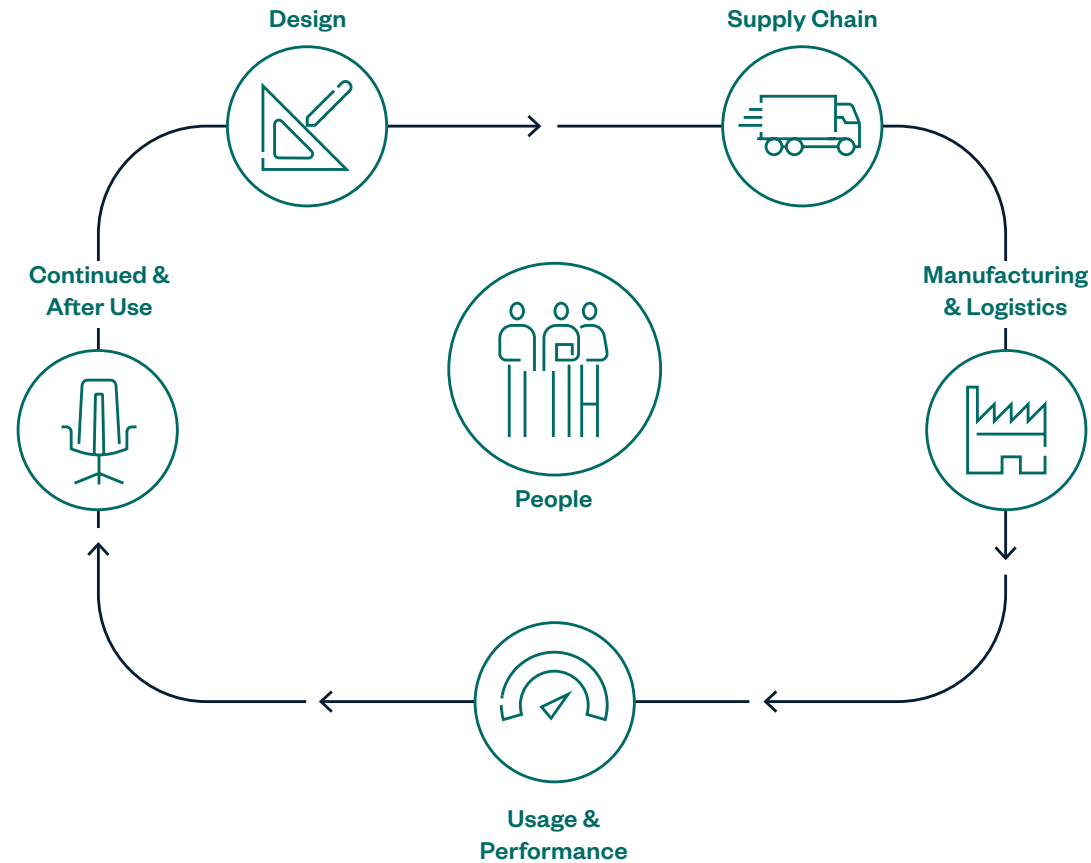 Design
Supply Chain
Continued &
After Use
Manufacturing
& Logistics
People
Usage &
Performance